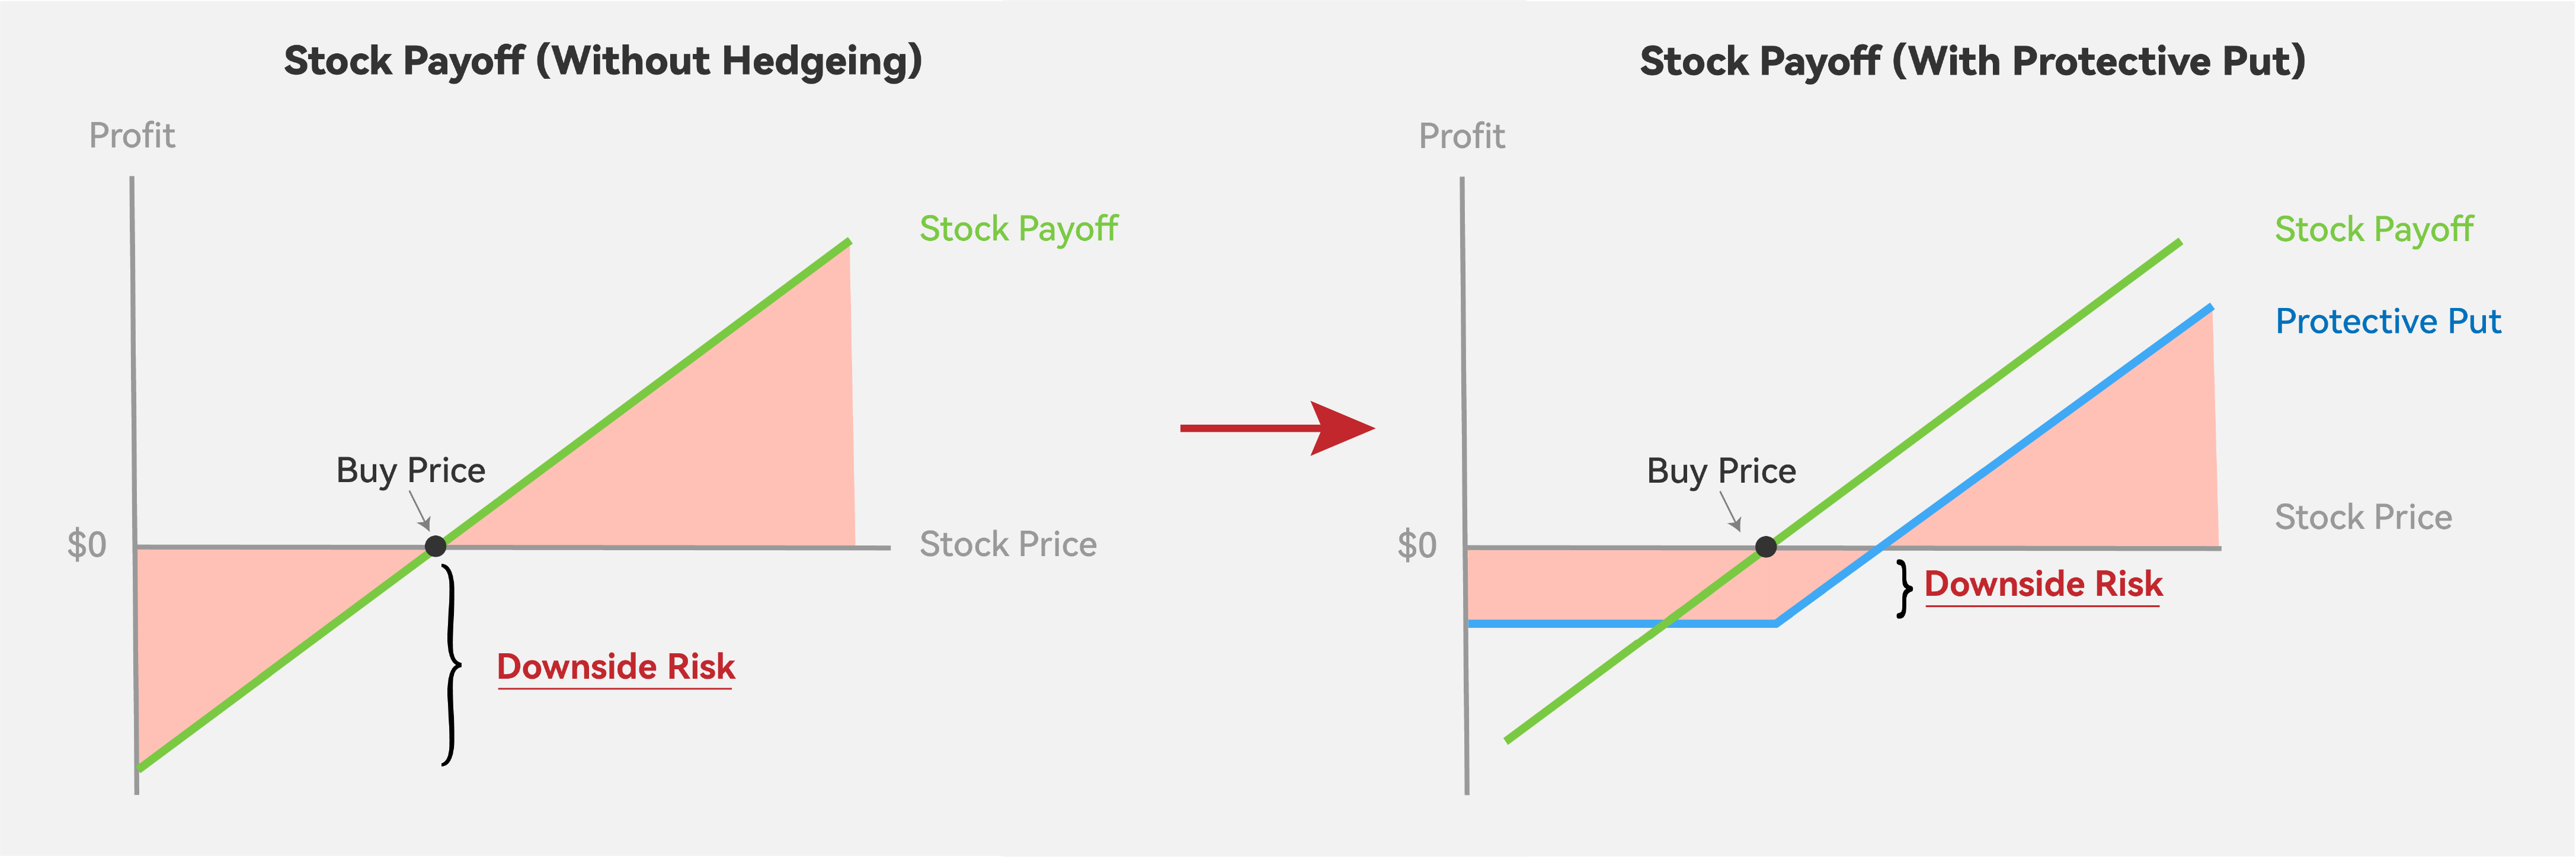 Stock Payoff (Without Hedgeing)
Profit
Stock Payoff
Buy Price
$0
Stock Price
Downside Risk
Stock Payoff (With Protective Put)
Profit
Stock Payoff
Protective Put
Buy Price
Stock Price
$0
Downside Risk